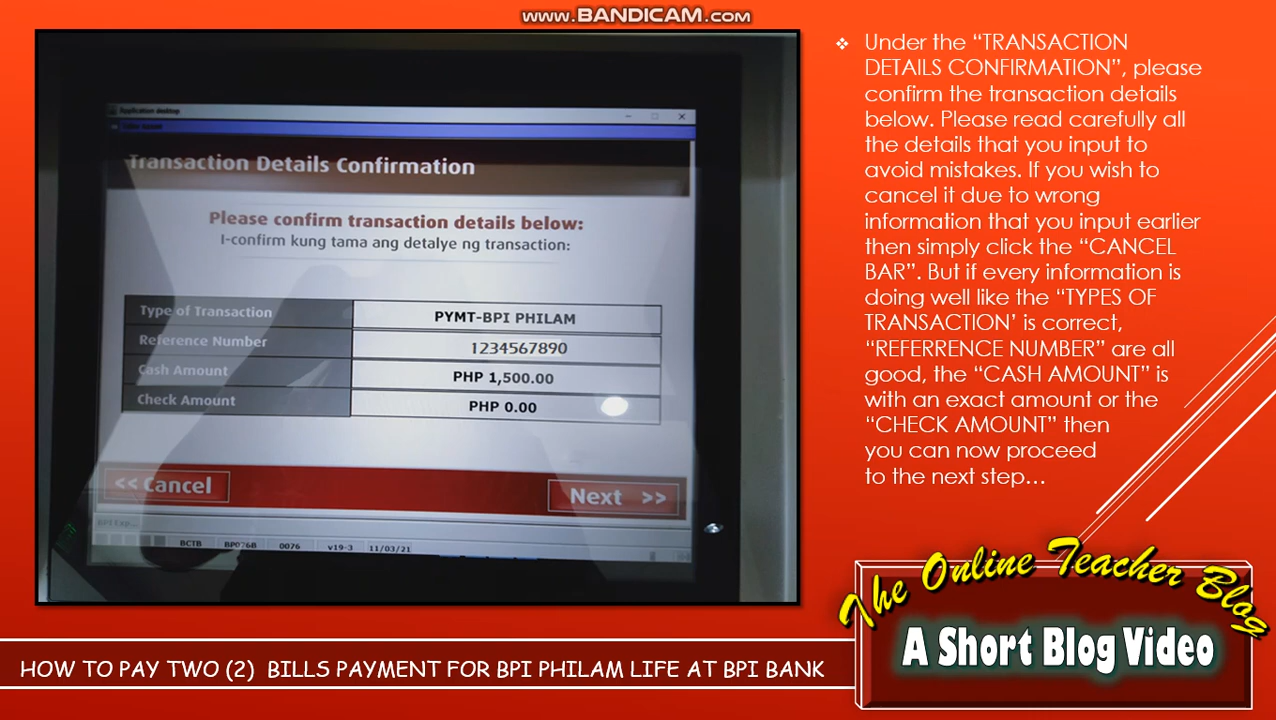 www.BANDICAM.com
Application desktop
Transaction Details Confirmation
Please confirm transaction details below:
I-confirm kung tama ang detalye ng transaction:
Type of Transaction PYMT-BPI PHILAM
Reference Number 1234567890
Cash Amount PHP 1,500.00
Check Amount PHP 0.00
<< Cancel
Next >>
BPI Exp...
BCTB BP076B 0076 v19-3 11/03/21
❖ Under the “TRANSACTION
DETAILS CONFIRMATION”, please
confirm the transaction details
below. Please read carefully all
the details that you input to
avoid mistakes. If you wish to
cancel it due to wrong
information that you input earlier
then simply click the “CANCEL
BAR”. But if every information is
doing well like the “TYPES OF
TRANSACTION’ is correct,
“REFERRENCE NUMBER” are all
good, the “CASH AMOUNT” is
with an exact amount or the
“CHECK AMOUNT” then
you can now proceed
to the next step...
The Online Teacher Blog
A Short Blog Video
HOW TO PAY TWO (2) BILLS PAYMENT FOR BPI PHILAM LIFE AT BPI BANK